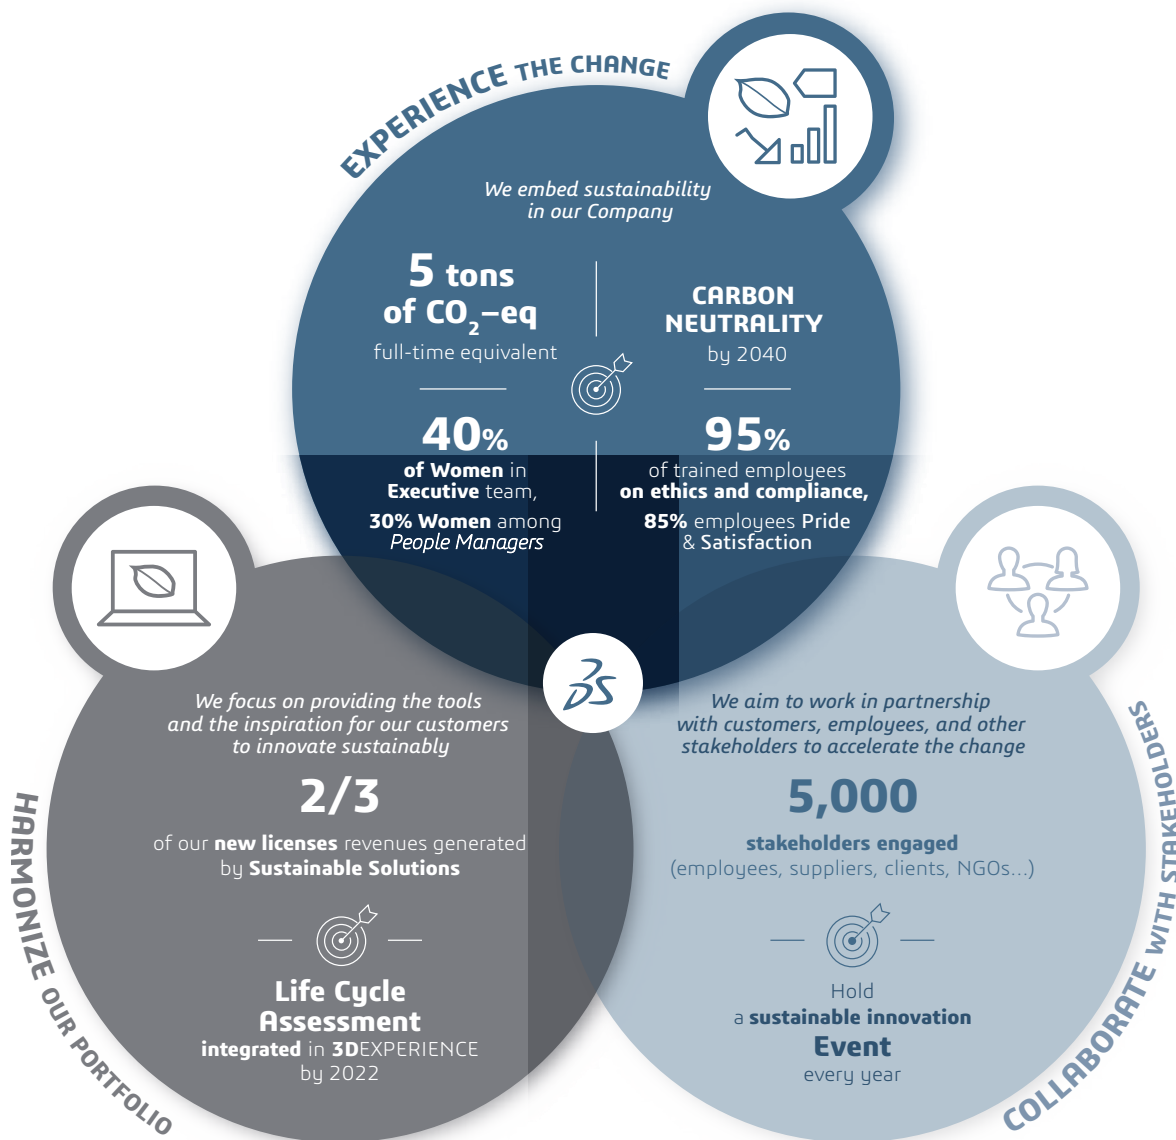 EXPERIENCE THE CHANGE
We embed sustainability
in our Company
5 tons
of CO2-eq
full-time equivalent
CARBON
NEUTRALITY
by 2040
40%
of Women in
Executive team,
30% Women among
People Managers
95%
of trained employees
on ethics and compliance,
85% employees Pride
& Satisfaction
3DS
HARMONIZE OUR PORTFOLIO
We focus on providing the tools
and the inspiration for our customers
to innovate sustainably
2/3
of our new licenses revenues generated
by Sustainable Solutions
Life Cycle
Assessment
integrated in 3DEXPERIENCE
by 2022
COLLABORATE WITH STAKEHOLDERS
We aim to work in partnership
with customers, employees, and other
stakeholders to accelerate the change
5,000
stakeholders engaged
(employees, suppliers, clients, NGOs...)
Hold
a sustainable innovation
Event
every year